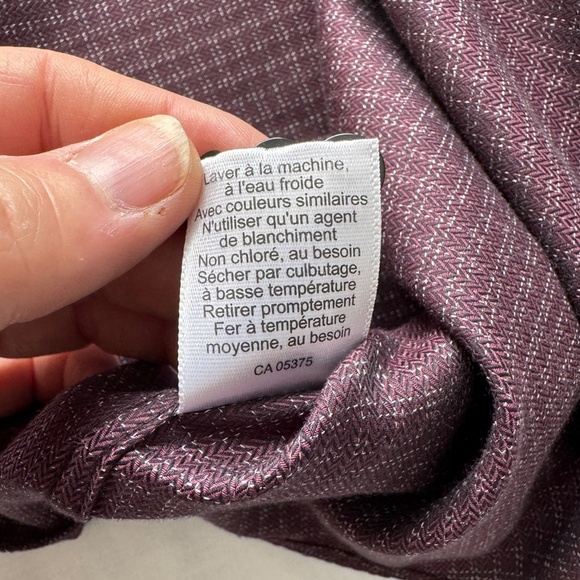 Laver à la machine,
à l'eau froide
Avec couleurs similaires
N'utiliser qu'un agent
de blanchiment
Non chloré, au besoin
Sécher par culbutage,
à basse température
Retirer promptement
Fer à température
moyenne, au besoin
CA 05375